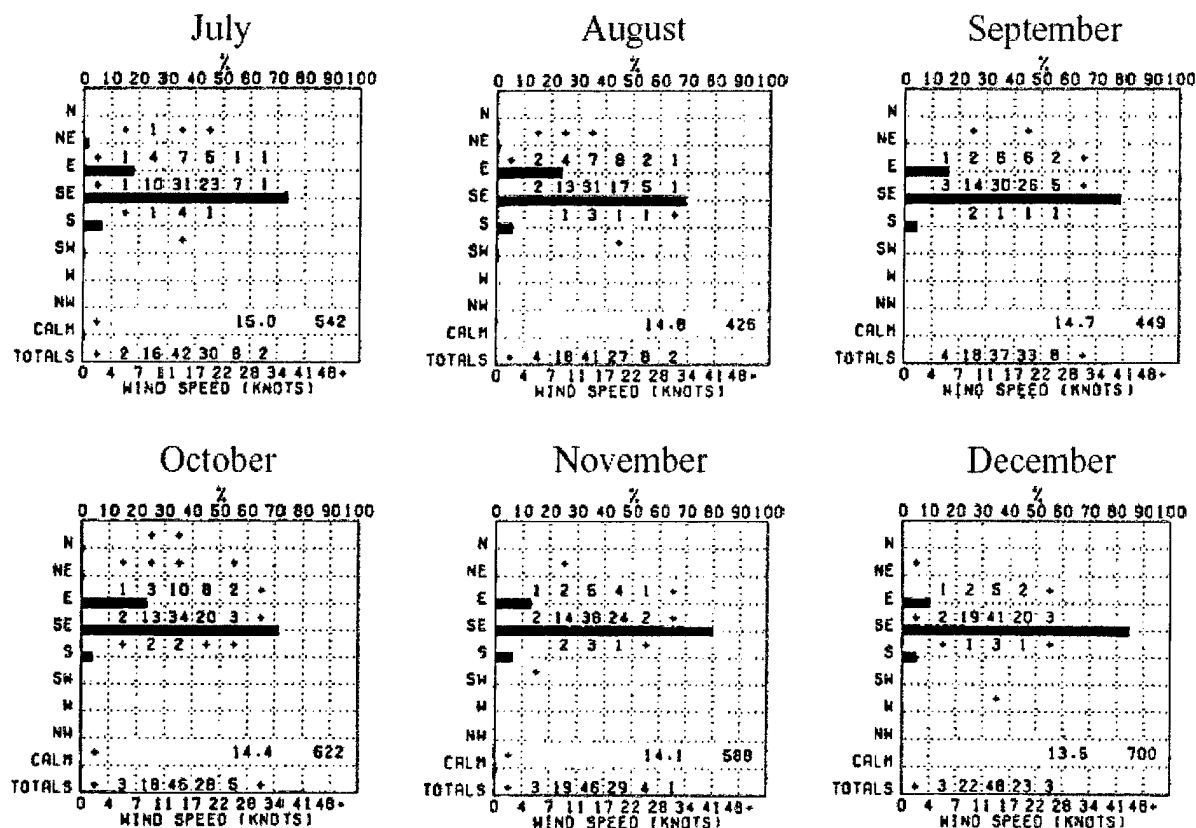 July
%
0 10 20 30 40 50 60 70 80 90 100
N
NE + 1 + +
E + 1 4 7 5 1 1
SE + 1 10 31 23 7 1
S + 1 4 1
SW +
W
NW
CALM + 15.0 542
TOTALS + 2 16 42 30 8 2
0 4 7 11 17 22 28 34 41 48+
WIND SPEED (KNOTS)
August
%
0 10 20 30 40 50 60 70 80 90 100
N
NE + + +
E + 2 4 7 8 2 1
SE 2 13 31 17 5 1
S 1 3 1 1 +
SW +
W
NW
CALM 14.8 426
TOTALS + 4 18 41 27 8 2
0 4 7 11 17 22 28 34 41 48+
WIND SPEED (KNOTS)
September
%
0 10 20 30 40 50 60 70 80 90 100
N
NE + +
E 1 2 6 6 2 +
SE 3 14 30 26 5 +
S 2 1 1 1
SW
W
NW
CALM 14.7 449
TOTALS 4 18 37 33 8 +
0 4 7 11 17 22 28 34 41 48+
WIND SPEED (KNOTS)
October
%
0 10 20 30 40 50 60 70 80 90 100
N + +
NE + + + +
E 1 3 10 8 2 +
SE 2 13 34 20 3 +
S + 2 2 + +
SW
W
NW
CALM + 14.4 622
TOTALS + 3 18 46 28 5 +
0 4 7 11 17 22 28 34 41 48+
WIND SPEED (KNOTS)
November
%
0 10 20 30 40 50 60 70 80 90 100
N
NE +
E 1 2 5 4 1 +
SE 2 14 38 24 2 +
S 2 3 1 +
SW +
W
NW
CALM + 14.1 588
TOTALS + 3 19 46 29 4 1
0 4 7 11 17 22 28 34 41 48+
WIND SPEED (KNOTS)
December
%
0 10 20 30 40 50 60 70 80 90 100
N
NE +
E 1 2 5 2 +
SE + 2 19 41 20 3
S + 1 3 1 +
SW
W +
NW
CALM 13.5 700
TOTALS + 3 22 48 23 3
0 4 7 11 17 22 28 34 41 48+
WIND SPEED (KNOTS)